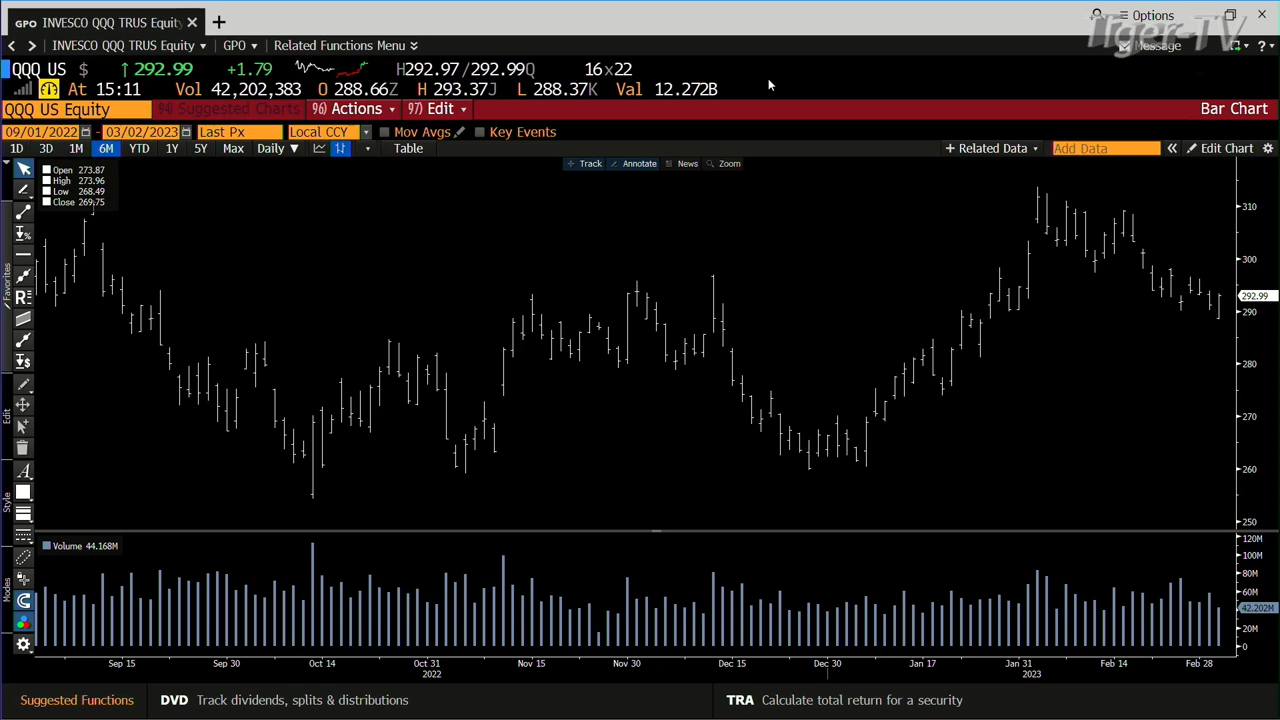 GPO INVESCO QQQ TRUS Equity × +
Options
Tiger-TV
< > INVESCO QQQ TRUS Equity GPO Related Functions Menu Message ?
QQQ US $ ↑292.99 +1.79 H292.97/292.99Q 16x22
At 15:11 Vol 42,202,383 O 288.66Z H 293.37J L 288.37K Val 12.272B
QQQ US Equity 94) Suggested Charts 96) Actions 97) Edit Bar Chart
09/01/2022 - 03/02/2023 Last Px Local CCY Mov Avgs Key Events
1D 3D 1M 6M YTD 1Y 5Y Max Daily ▼ Table + Related Data Add Data « Edit Chart
Track Annotate News Zoom
Open 273.87
High 273.96
Low 268.49
Close 269.75
Favorites
Edit
Style
Modes
310
300
292.99
290
280
270
260
250
Volume 44.168M
120M
100M
80M
60M
42.202M
20M
0
Sep 15 Sep 30 Oct 14 Oct 31 Nov 15 Nov 30 Dec 15 Dec 30 Jan 17 Jan 31 Feb 14 Feb 28
2022 2023
Suggested Functions DVD Track dividends, splits & distributions TRA Calculate total return for a security